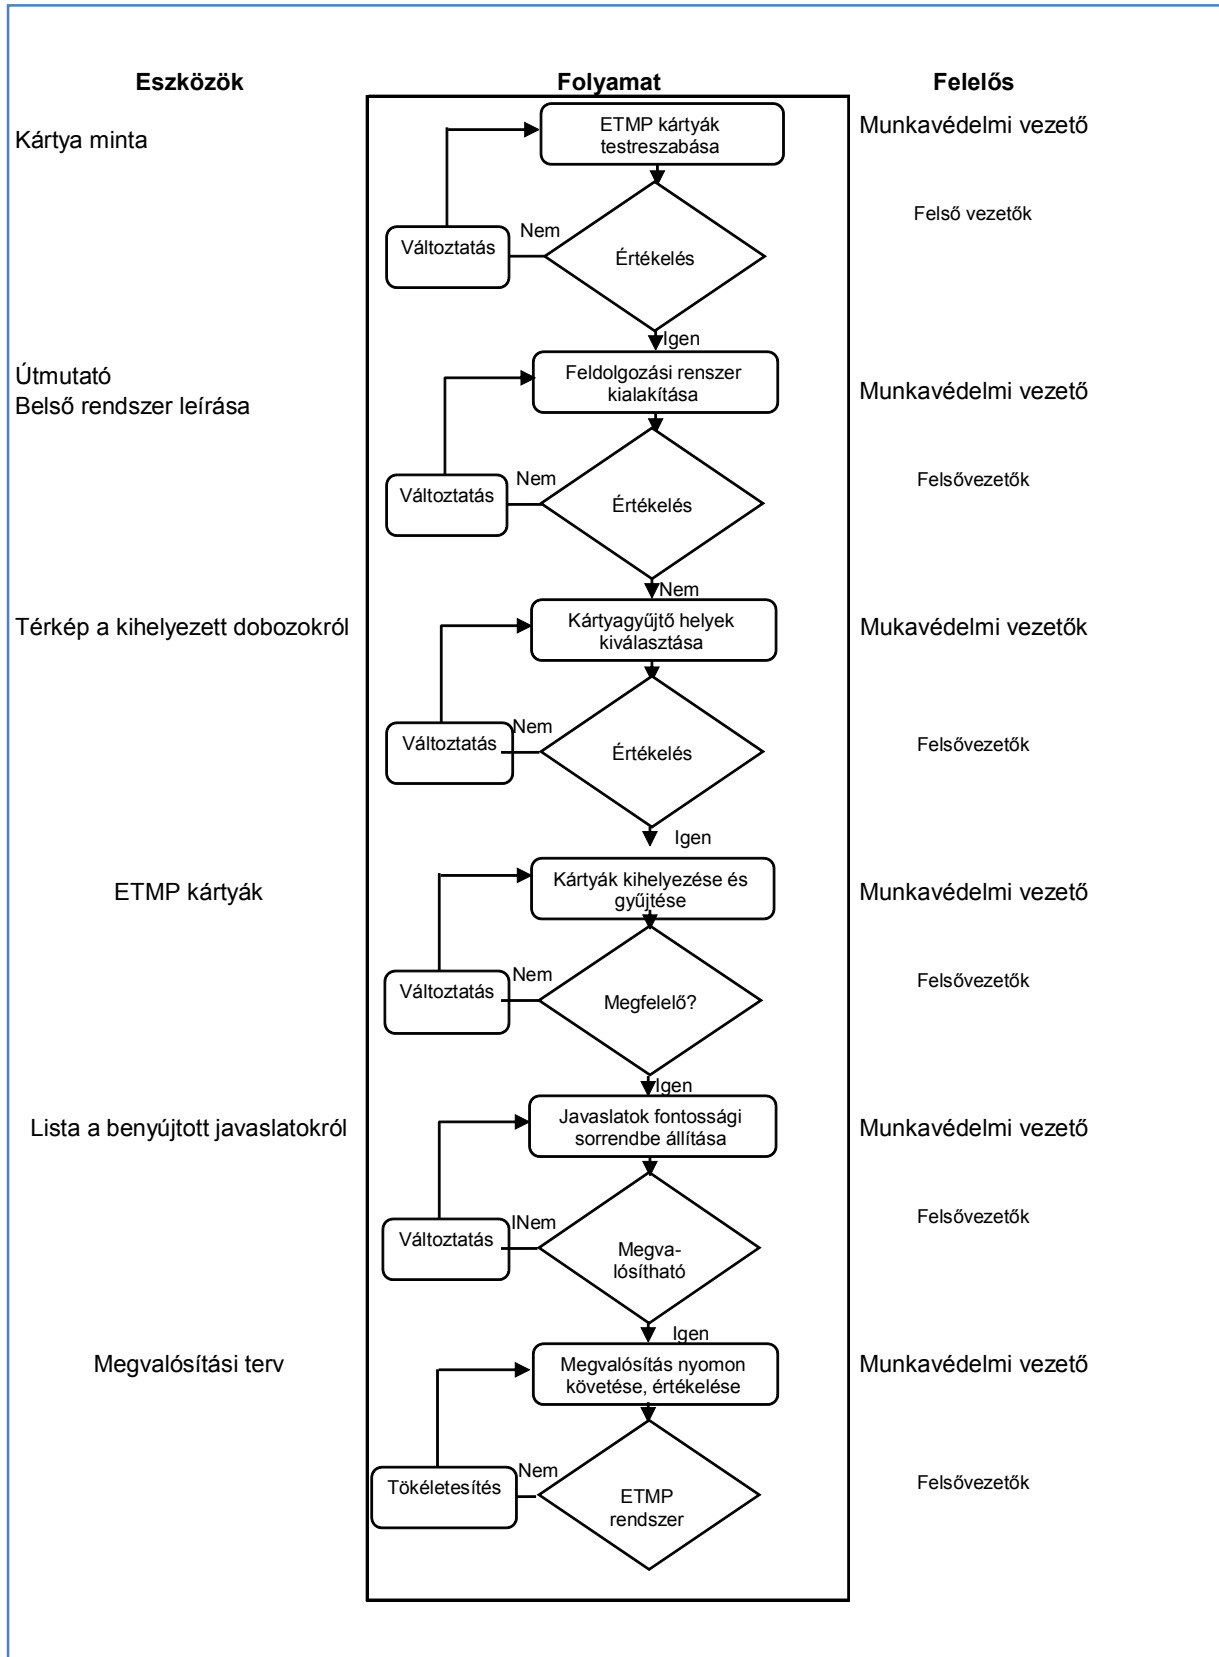 Eszközök
Folyamat
Felelős
Kártya minta
ETMP kártyák
testreszabása
Munkavédelmi vezető
Felső vezetők
Nem
Változtatás
Értékelés
Igen
Útmutató
Belső rendszer leírása
Feldolgozási renszer
kialakítása
Munkavédelmi vezető
Nem
Változtatás
Értékelés
Felsővezetők
Nem
Térkép a kihelyezett dobozokról
Kártyagyűjtő helyek
kiválasztása
Mukavédelmi vezetők
Nem
Változtatás
Értékelés
Felsővezetők
Igen
ETMP kártyák
Kártyák kihelyezése és
gyűjtése
Munkavédelmi vezető
Nem
Változtatás
Megfelelő?
Felsővezetők
Igen
Lista a benyújtott javaslatokról
Javaslatok fontossági
sorrendbe állítása
Munkavédelmi vezető
INem
Változtatás
Megva-
lósítható
Felsővezetők
Igen
Megvalósítási terv
Megvalósítás nyomon
követése, értékelése
Munkavédelmi vezető
Nem
Tökéletesítés
ETMP
rendszer
Felsővezetők